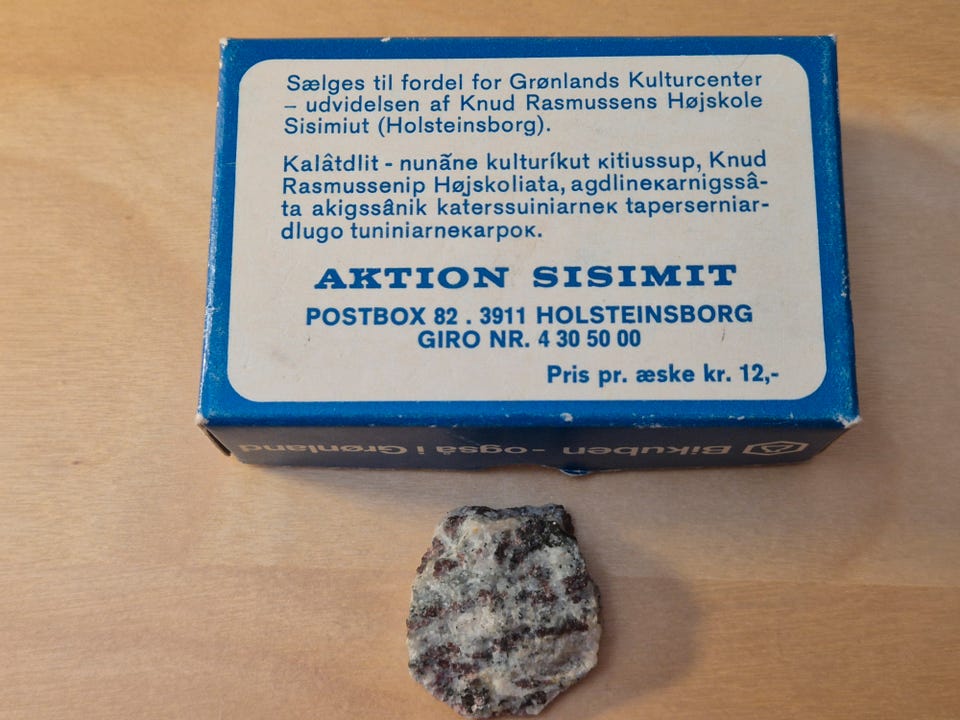 Sælges til fordel for Grønlands Kulturcenter
– udvidelsen af Knud Rasmussens Højskole
Sisimiut (Holsteinsborg).
Kalâtdlit - nunãne kulturíkut ĸitiussup, Knud
Rasmussenip Højskoliata, agdlineĸarnigssâ-
ta akigssânik katerssuiniarneĸ taperserniar-
dlugo tuniniarneĸarpoĸ.
AKTION SISIMIT
POSTBOX 82 . 3911 HOLSTEINSBORG
GIRO NR. 4 30 50 00
Pris pr. æske kr. 12,-
Bikuben - også i Grønland